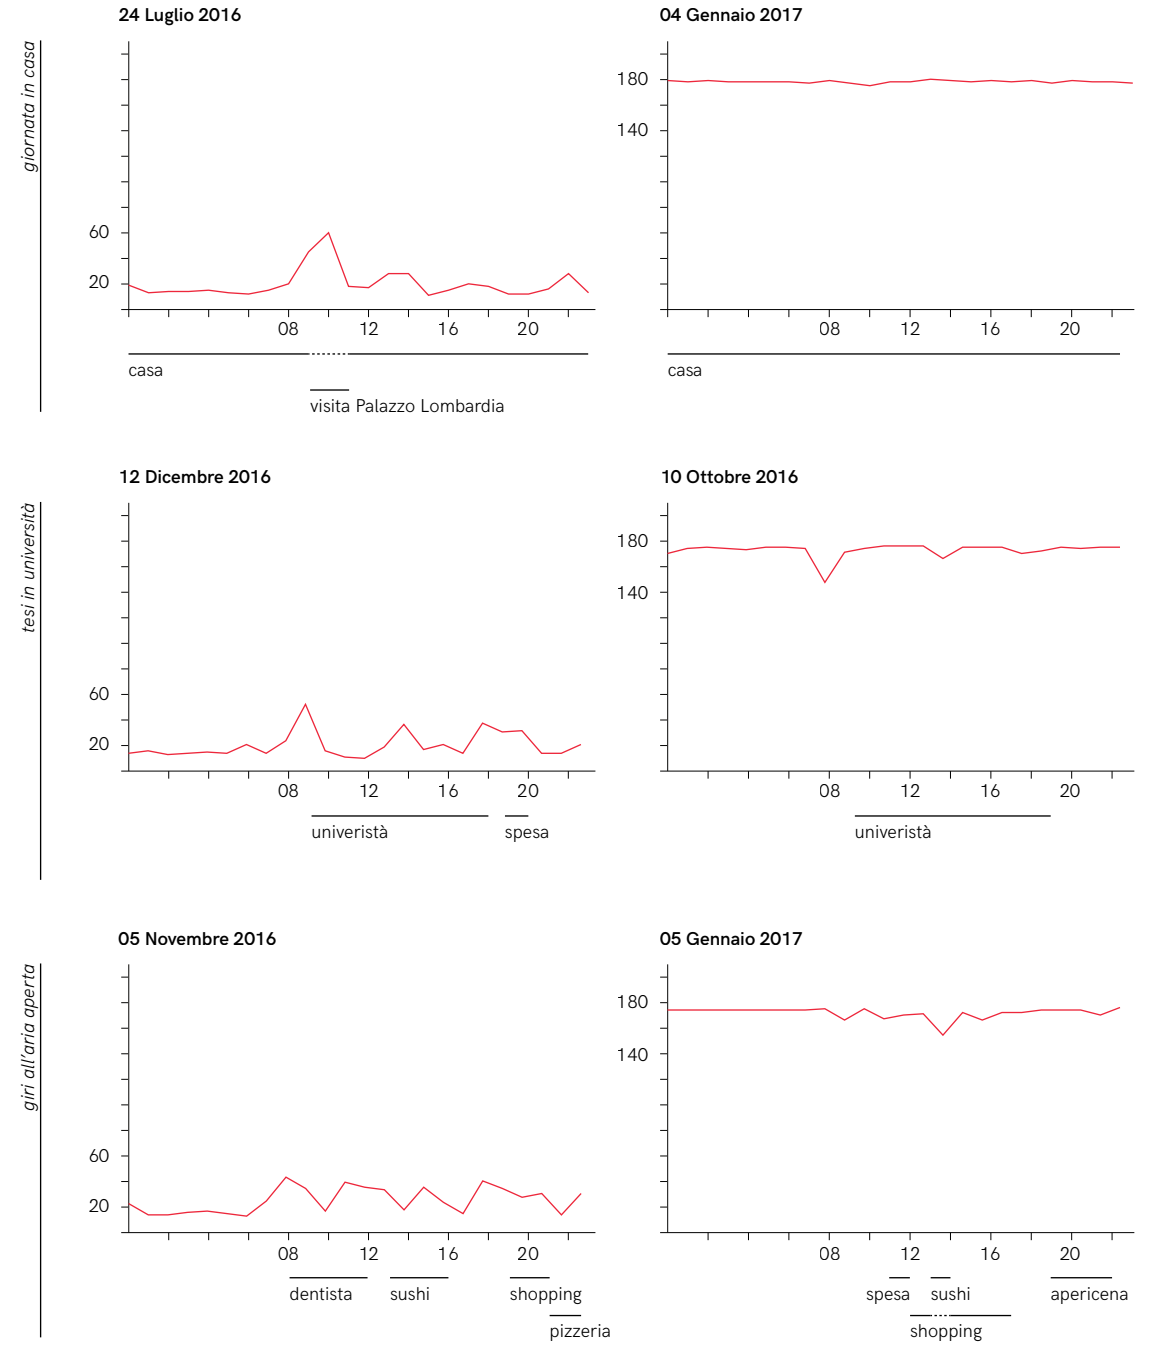 24 Luglio 2016
04 Gennaio 2017
giornata in casa
60
20
08 12 16 20
casa
visita Palazzo Lombardia
180
140
08 12 16 20
casa
12 Dicembre 2016
10 Ottobre 2016
tesi in università
60
20
08 12 16 20
univeristà spesa
180
140
08 12 16 20
univeristà
05 Novembre 2016
05 Gennaio 2017
giri all'aria aperta
60
20
08 12 16 20
dentista sushi shopping
pizzeria
180
140
08 12 16 20
spesa sushi apericena
shopping